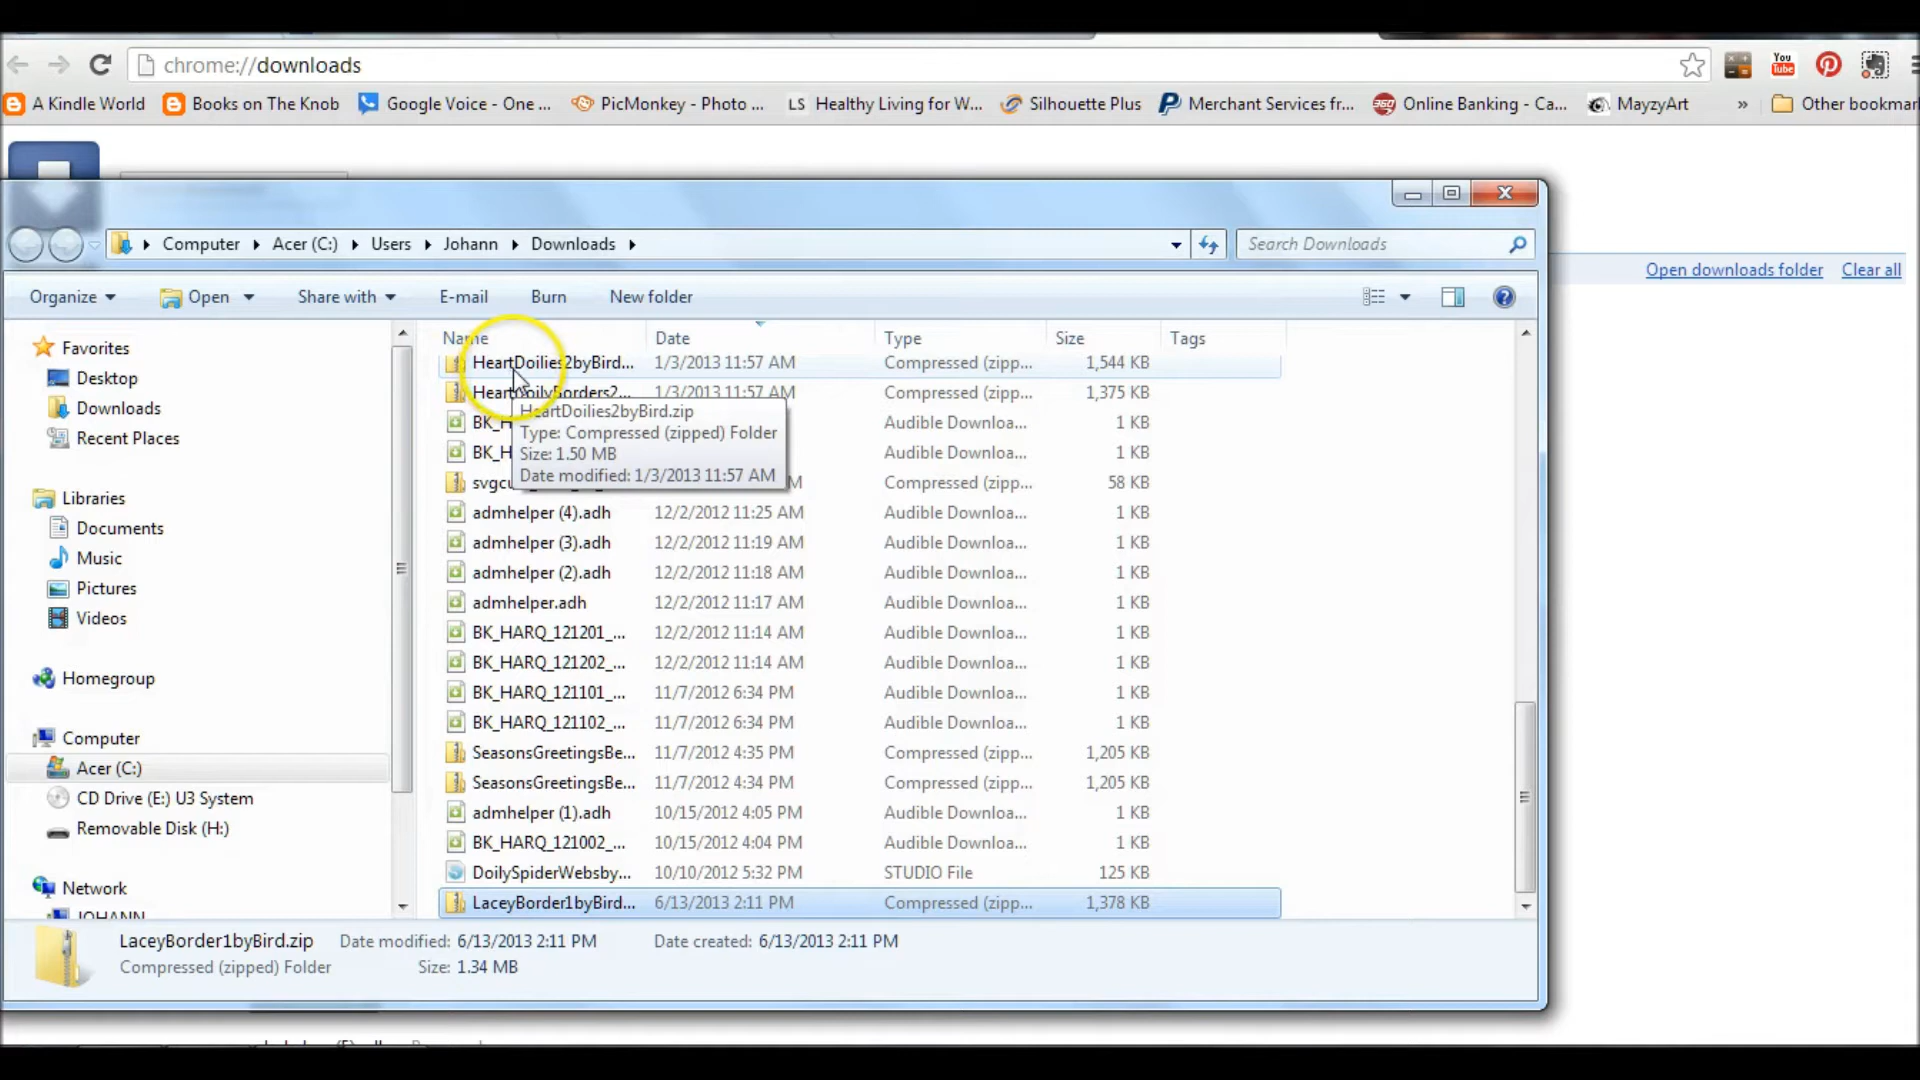 chrome://downloads
You Tube
A Kindle World Books on The Knob Google Voice - One ... PicMonkey - Photo ... LS Healthy Living for W... Silhouette Plus Merchant Services fr... 360 Online Banking - Ca... MayzyArt » Other bookmar
Computer Acer (C:) Users Johann Downloads Search Downloads
Open downloads folder Clear all
Organize Open Share with E-mail Burn New folder
Name Date Type Size Tags
Favorites
Desktop
Downloads
Recent Places
Libraries
Documents
Music
Pictures
Videos
Homegroup
Computer
Acer (C:)
CD Drive (E:) U3 System
Removable Disk (H:)
Network
JOHANN
HeartDoilies2byBird... 1/3/2013 11:57 AM Compressed (zipp... 1,544 KB
HeartDoilyBorders2... 1/3/2013 11:57 AM Compressed (zipp... 1,375 KB
BK_H Audible Downloa... 1 KB
BK_H Audible Downloa... 1 KB
svgcu M Compressed (zipp... 58 KB
HeartDoilies2byBird.zip
Type: Compressed (zipped) Folder
Size: 1.50 MB
Date modified: 1/3/2013 11:57 AM
admhelper (4).adh 12/2/2012 11:25 AM Audible Downloa... 1 KB
admhelper (3).adh 12/2/2012 11:19 AM Audible Downloa... 1 KB
admhelper (2).adh 12/2/2012 11:18 AM Audible Downloa... 1 KB
admhelper.adh 12/2/2012 11:17 AM Audible Downloa... 1 KB
BK_HARQ_121201_... 12/2/2012 11:14 AM Audible Downloa... 1 KB
BK_HARQ_121202_... 12/2/2012 11:14 AM Audible Downloa... 1 KB
BK_HARQ_121101_... 11/7/2012 6:34 PM Audible Downloa... 1 KB
BK_HARQ_121102_... 11/7/2012 6:34 PM Audible Downloa... 1 KB
SeasonsGreetingsBe... 11/7/2012 4:35 PM Compressed (zipp... 1,205 KB
SeasonsGreetingsBe... 11/7/2012 4:34 PM Compressed (zipp... 1,205 KB
admhelper (1).adh 10/15/2012 4:05 PM Audible Downloa... 1 KB
BK_HARQ_121002_... 10/15/2012 4:04 PM Audible Downloa... 1 KB
DoilySpiderWebsby... 10/10/2012 5:32 PM STUDIO File 125 KB
LaceyBorder1byBird... 6/13/2013 2:11 PM Compressed (zipp... 1,378 KB
LaceyBorder1byBird.zip Date modified: 6/13/2013 2:11 PM Date created: 6/13/2013 2:11 PM
Compressed (zipped) Folder Size: 1.34 MB